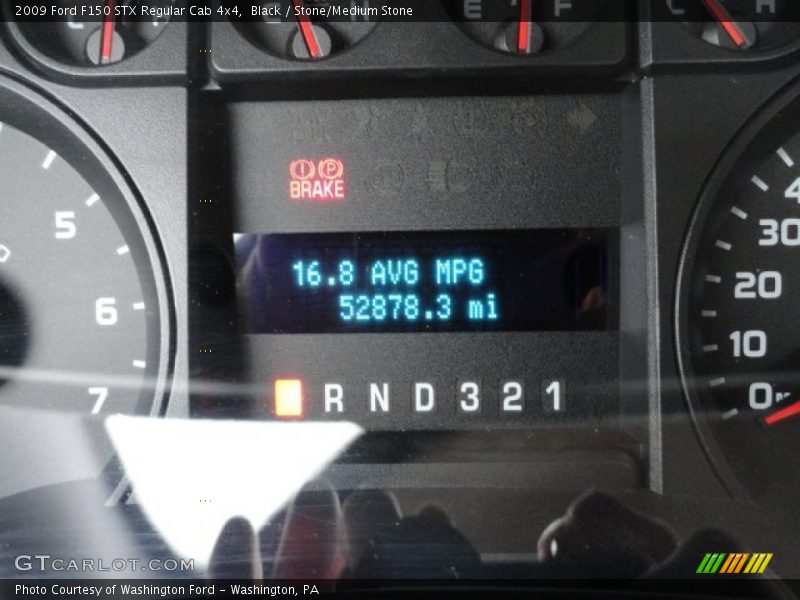 2009 Ford F150 STX Regular Cab 4x4, Black / Stone/Medium Stone
E F
(!) (P)
BRAKE
5
6
7
16.8 AVG MPG
52878.3 mi
R N D 3 2 1
30
20
10
0
GTCARLOT.COM
Photo Courtesy of Washington Ford - Washington, PA